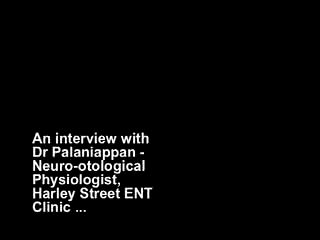 An interview with
Dr Palaniappan -
Neuro-otological
Physiologist,
Harley Street ENT
Clinic ...